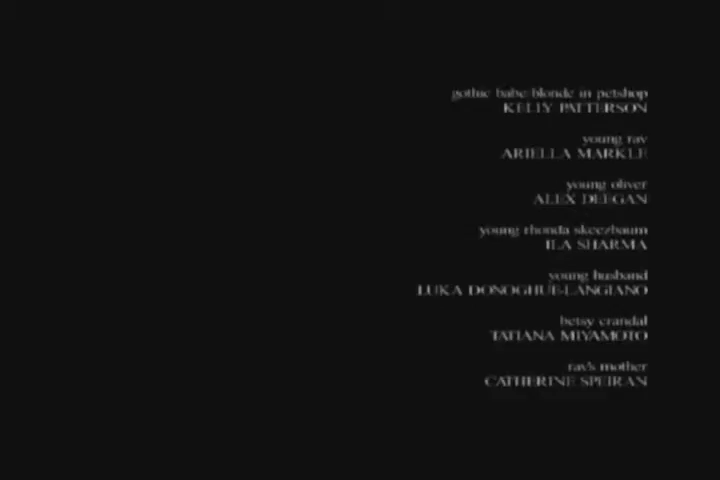 gothic babe/blonde in petshop
KELLY PATTERSON
young rav
ARIELLA MARKLE
young oliver
ALEX DEEGAN
young rhonda skeezbaum
ILA SHARMA
young husband
LUKA DONOGHUE-LANGIANO
betsy crandal
TATIANA MIYAMOTO
rav's mother
CATHERINE SPEIRAN